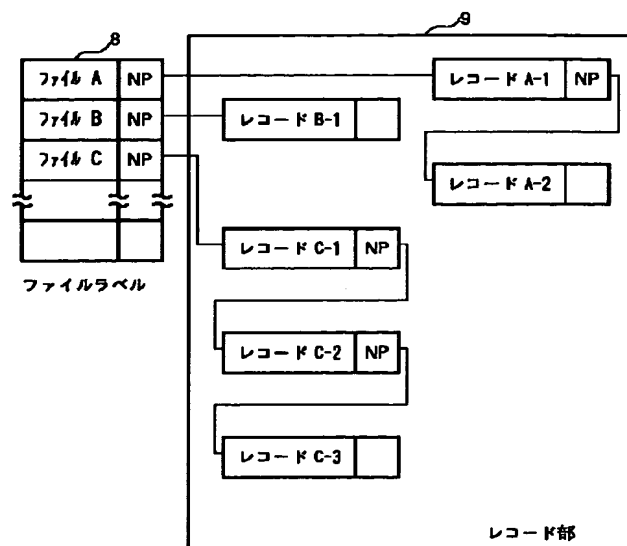 8
9
ファイル A NP
レコード A-1 NP
ファイル B NP
レコード B-1
ファイル C NP
レコード A-2
レコード C-1 NP
ファイルラベル
レコード C-2 NP
レコード C-3
レコード部